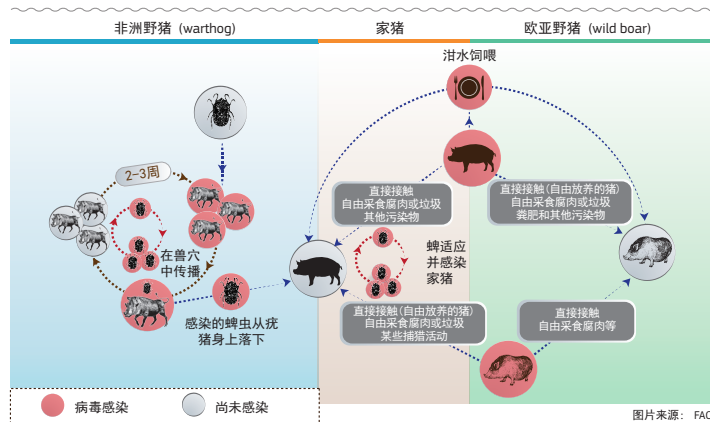 非洲野猪 (warthog)
家猪
欧亚野猪 (wild boar)
泔水饲喂
2-3周
直接接触
自由采食腐肉或垃圾
其他污染物
直接接触(自由放养的猪)
自由采食腐肉或垃圾
粪肥和其他污染物
在兽穴
中传播
蜱适应
并感染
家猪
感染的蜱虫从疣
猪身上落下
直接接触(自由放养的猪)
自由采食腐肉或垃圾
某些捕猎活动
直接接触
自由采食腐肉等
病毒感染
尚未感染
图片来源: FAO